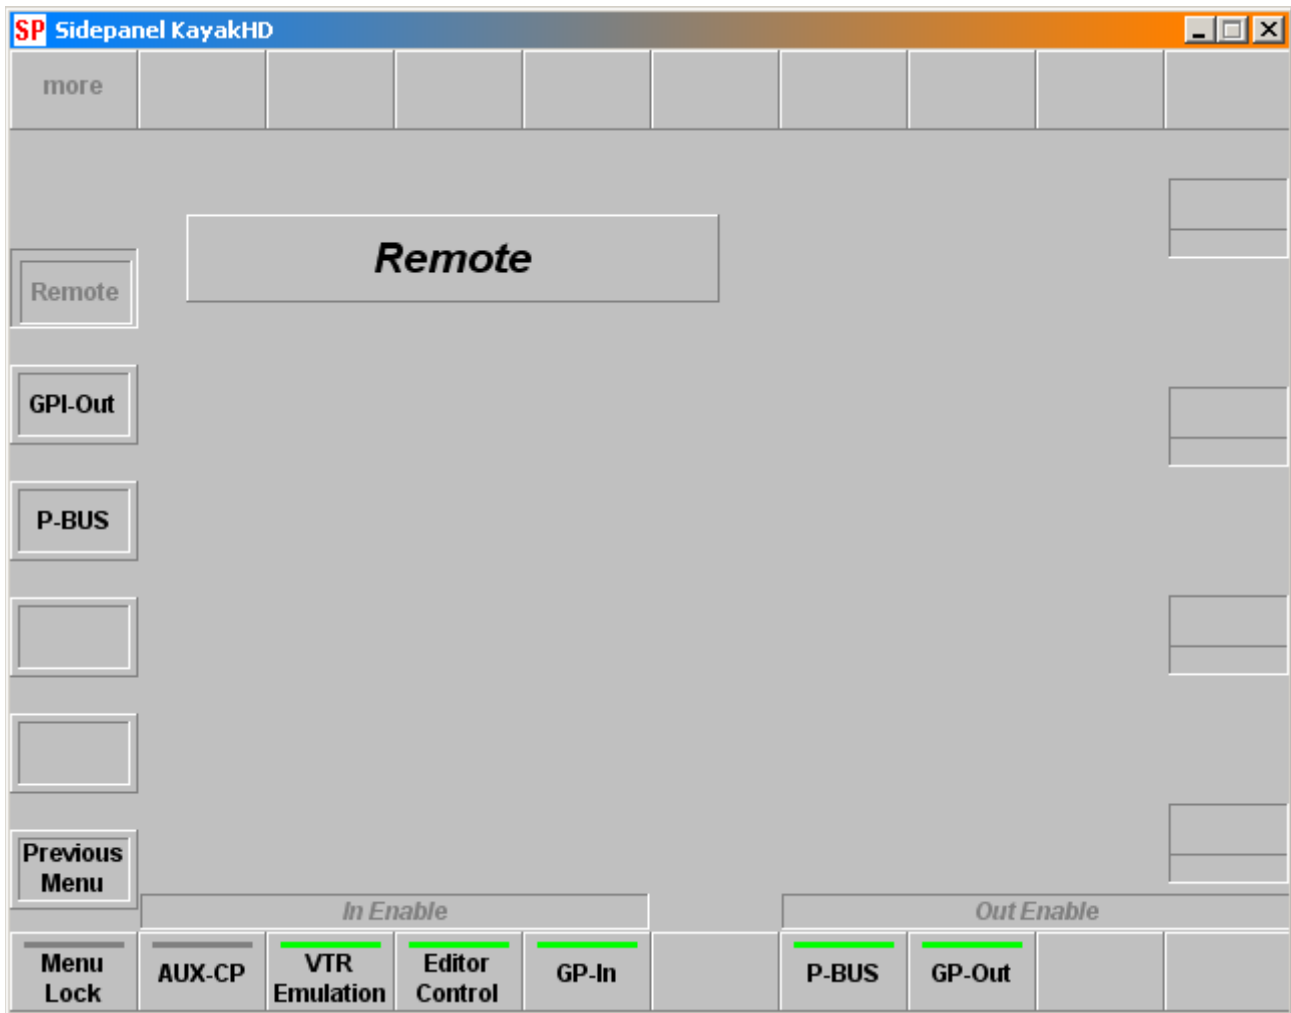 SP Sidepanel KayakHD
more
Remote
Remote
GPI-Out
P-BUS
Previous
Menu
In Enable
Out Enable
Menu
Lock
AUX-CP
VTR
Emulation
Editor
Control
GP-In
P-BUS
GP-Out